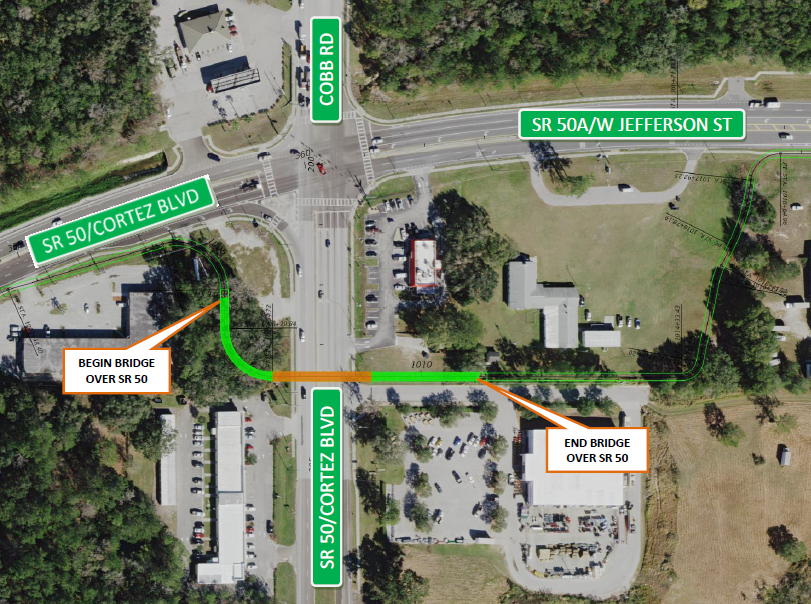 COBB RD
SR 50A/W JEFFERSON ST
SR 50/CORTEZ BLVD
BEGIN BRIDGE
OVER SR 50
1010
END BRIDGE
OVER SR 50
SR 50/CORTEZ BLVD